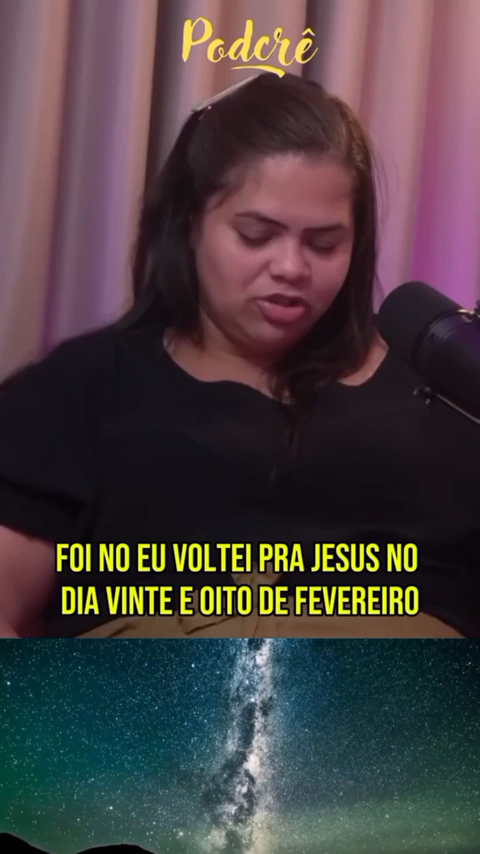 Podcrê
FOI NO EU VOLTEI PRA JESUS NO
DIA VINTE E OITO DE FEVEREIRO